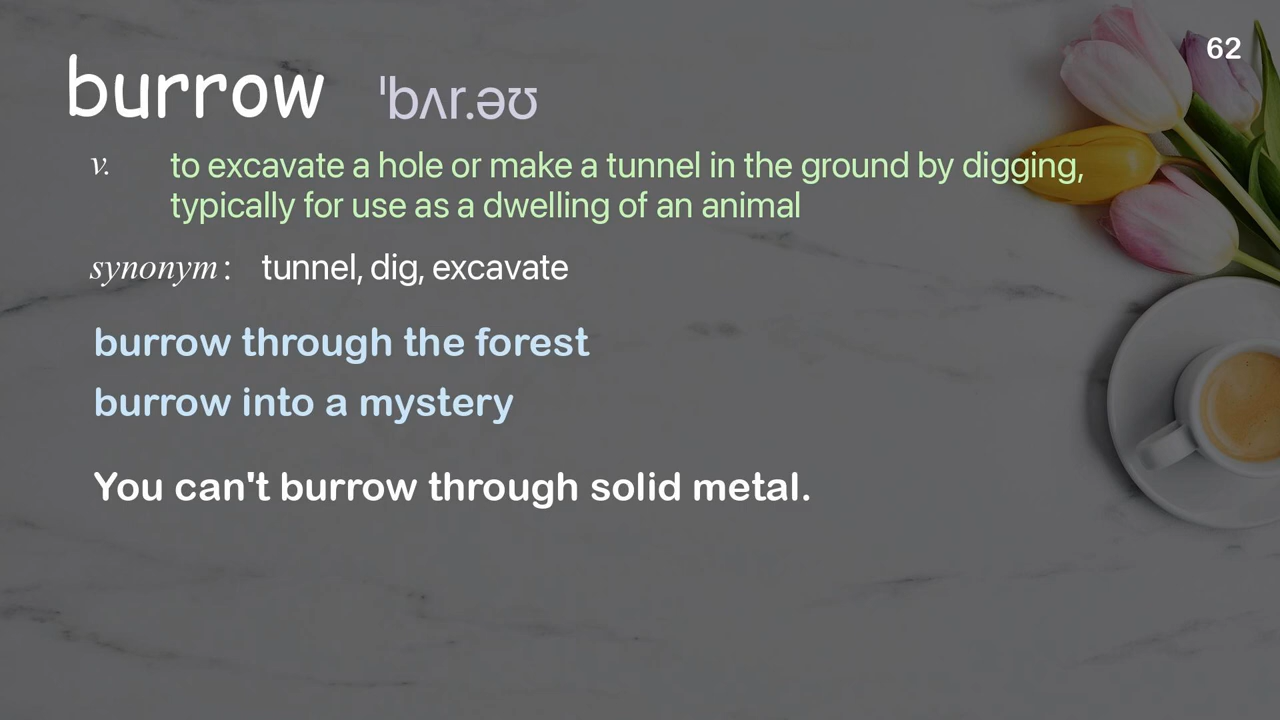 62
burrow ˈbʌr.əʊ
v. to excavate a hole or make a tunnel in the ground by digging,
typically for use as a dwelling of an animal
synonym: tunnel, dig, excavate
burrow through the forest
burrow into a mystery
You can't burrow through solid metal.